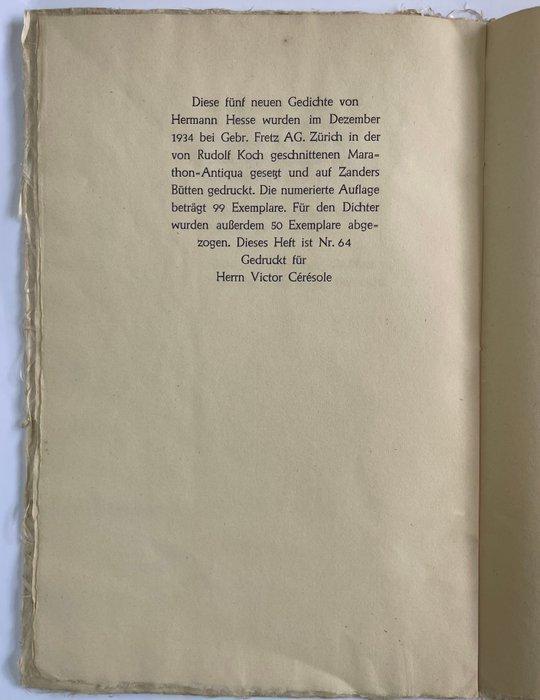 Diese fünf neuen Gedichte von
Hermann Hesse wurden im Dezember
1934 bei Gebr. Fretz AG. Zürich in der
von Rudolf Koch geschnittenen Mara-
thon-Antiqua gesetzt und auf Zanders
Bütten gedruckt. Die numerierte Auflage
beträgt 99 Exemplare. Für den Dichter
wurden außerdem 50 Exemplare abge-
zogen. Dieses Heft ist Nr. 64
Gedruckt für
Herrn Victor Cérésole